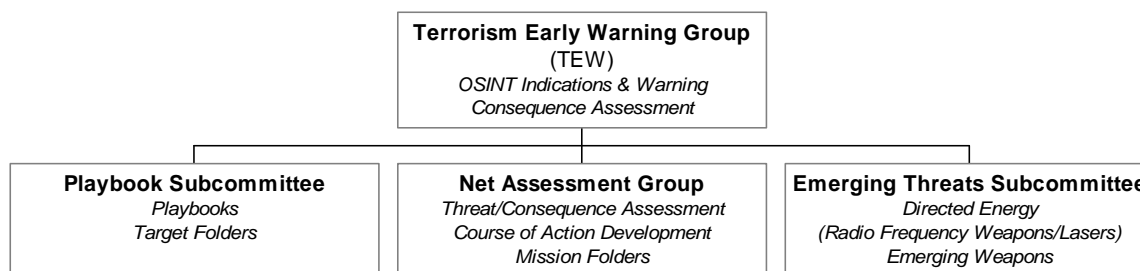 Terrorism Early Warning Group
(TEW)
OSINT Indications & Warning
Consequence Assessment
Playbook Subcommittee
Playbooks
Target Folders
Net Assessment Group
Threat/Consequence Assessment
Course of Action Development
Mission Folders
Emerging Threats Subcommittee
Directed Energy
(Radio Frequency Weapons/Lasers)
Emerging Weapons